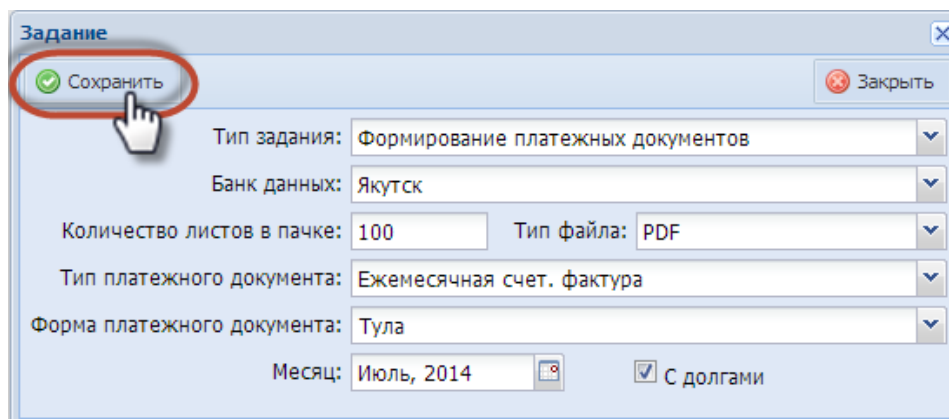 Задание
Сохранить Закрыть
Тип задания: Формирование платежных документов
Банк данных: Якутск
Количество листов в пачке: 100 Тип файла: PDF
Тип платежного документа: Ежемесячная счет. фактура
Форма платежного документа: Тула
Месяц: Июль, 2014 С долгами